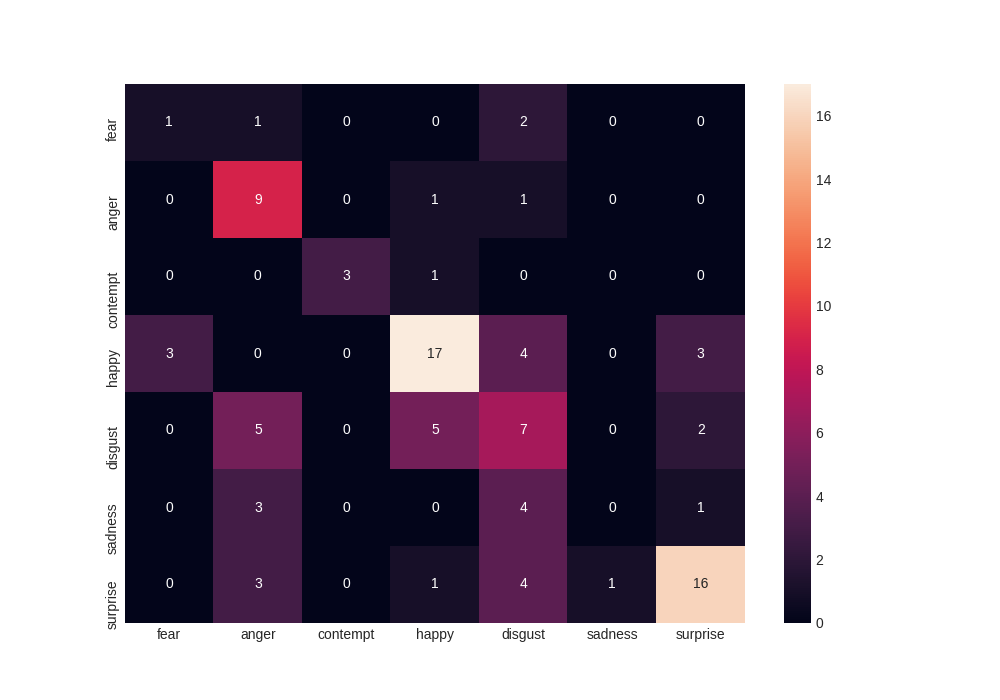 fear 1 1 0 0 2 0 0
anger 0 9 0 1 1 0 0
contempt 0 0 3 1 0 0 0
happy 3 0 0 17 4 0 3
disgust 0 5 0 5 7 0 2
sadness 0 3 0 0 4 0 1
surprise 0 3 0 1 4 1 16
fear anger contempt happy disgust sadness surprise
16
14
12
10
8
6
4
2
0